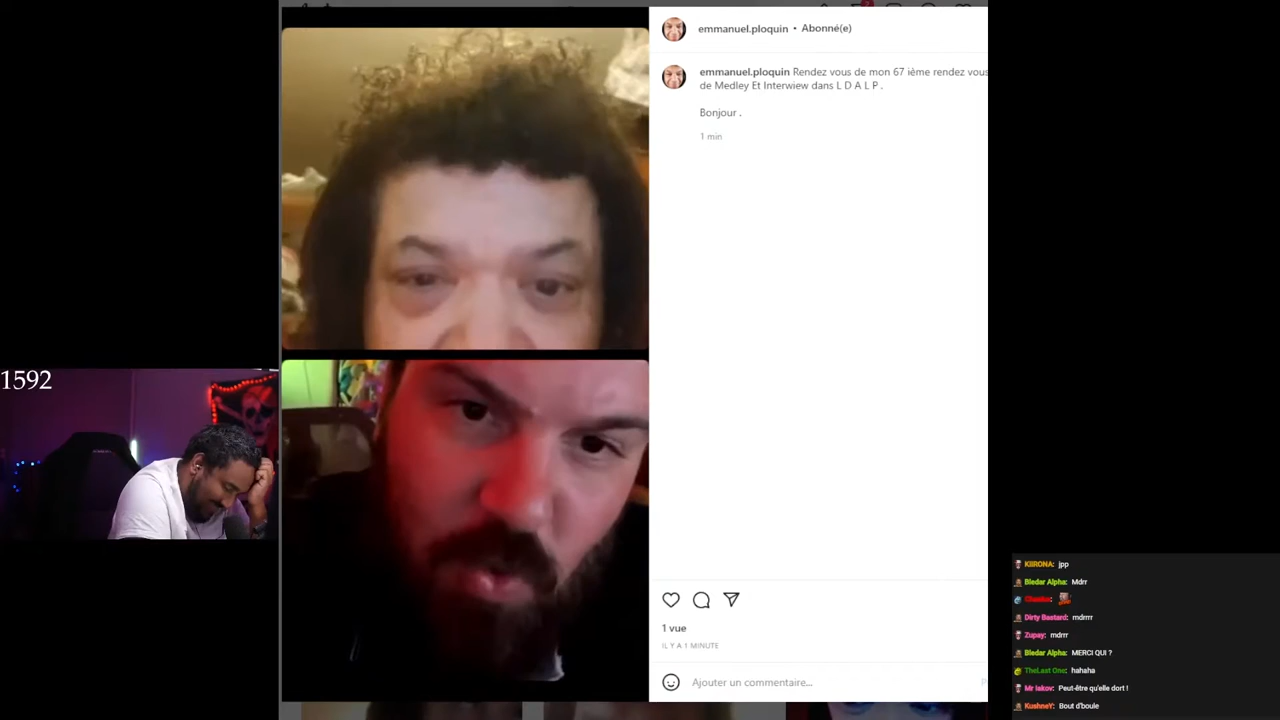 emmanuel.ploquin • Abonné(e)
emmanuel.ploquin Rendez vous de mon 67 ième rendez vous
de Medley Et Interwiew dans L D A L P .
Bonjour .
1 min
1592
1 vue
IL Y A 1 MINUTE
Ajouter un commentaire...
KiiRONA: jpp
Bledar Alpha: Mdrr
Dirty Bastard: mdrrrr
Zupay: mdrr
Bledar Alpha: MERCI QUI ?
TheLast One: hahaha
Mr Iakov: Peut-être qu'elle dort !
KushneY: Bout d'boule